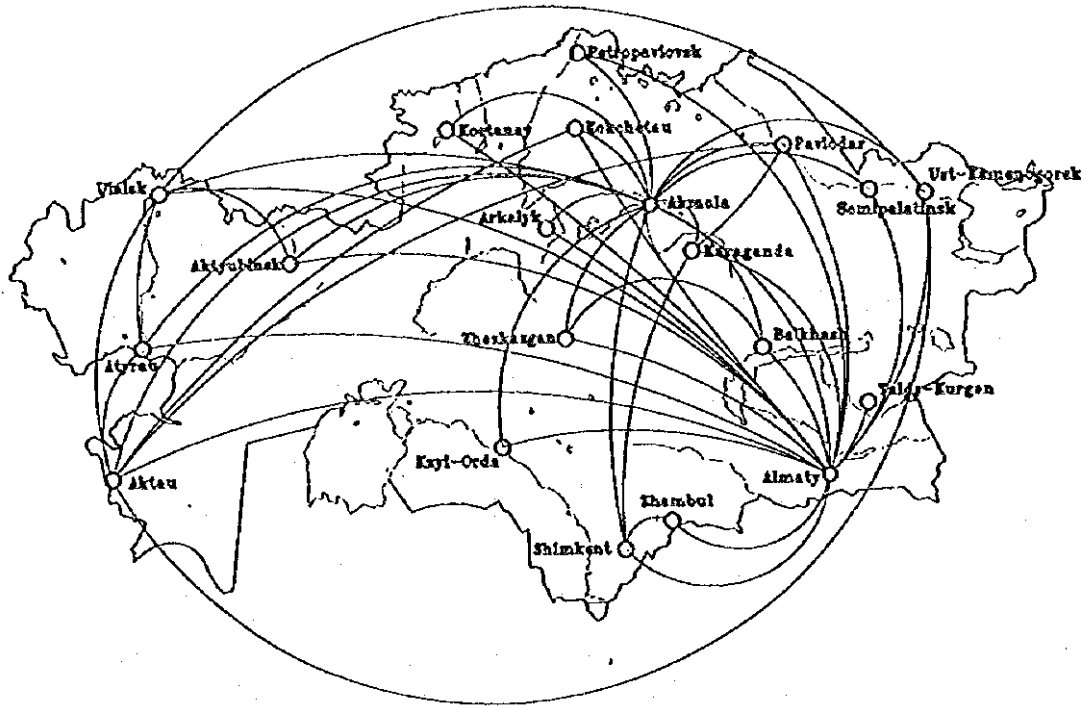 Petropavlovsk
Kostanay
Kokchetau
Pavlodar
Uralsk
Ust-Kamenogorsk
Semipalatinsk
Akmola
Arkalyk
Aktjubinsk
Karaganda
Zhezkazgan
Balkhash
Atyrau
Taldy-Kurgan
Kzyl-Orda
Almaty
Aktau
Zhambul
Shimkent